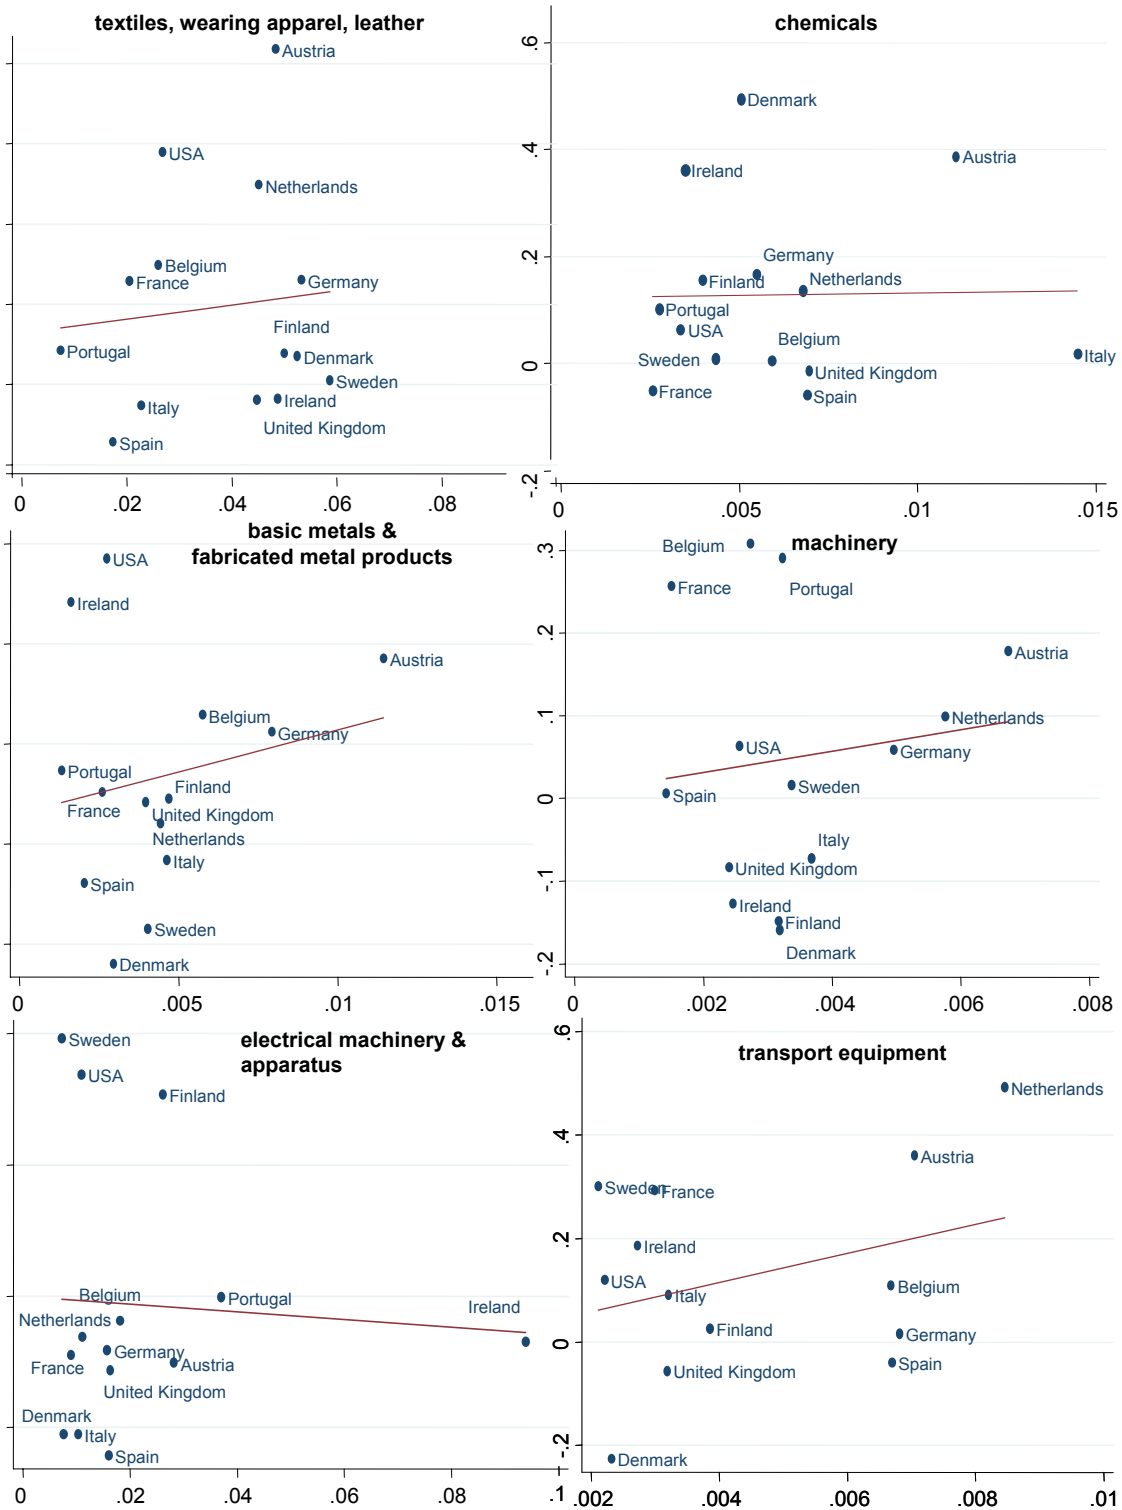 textiles, wearing apparel, leather
Austria
USA
Netherlands
Belgium
France
Germany
Finland
Portugal
Denmark
Sweden
Italy
Ireland
United Kingdom
Spain
0 .02 .04 .06 .08
chemicals
.6
Denmark
.4
Austria
Ireland
.2
Germany
Finland
Netherlands
Portugal
USA
Belgium
Sweden
Italy
0
United Kingdom
France
Spain
-.2
0 .005 .01 .015
basic metals &
fabricated metal products
USA
Ireland
Austria
Belgium
Germany
Portugal
Finland
France
United Kingdom
Netherlands
Italy
Spain
Sweden
Denmark
0 .005 .01 .015
machinery
.3
Belgium
France
Portugal
.2
Austria
.1
Netherlands
USA
Germany
Sweden
Spain
0
Italy
United Kingdom
-.1
Ireland
Finland
Denmark
-.2
0 .002 .004 .006 .008
electrical machinery &
apparatus
Sweden
USA
Finland
Belgium
Portugal
Ireland
Netherlands
Germany
France
Austria
United Kingdom
Denmark
Italy
Spain
0 .02 .04 .06 .08 .1
transport equipment
.6
Netherlands
.4
Austria
Sweden
France
.2
Ireland
USA
Belgium
Italy
Finland
Germany
0
Spain
United Kingdom
-.2
Denmark
.002 .004 .006 .008 .01